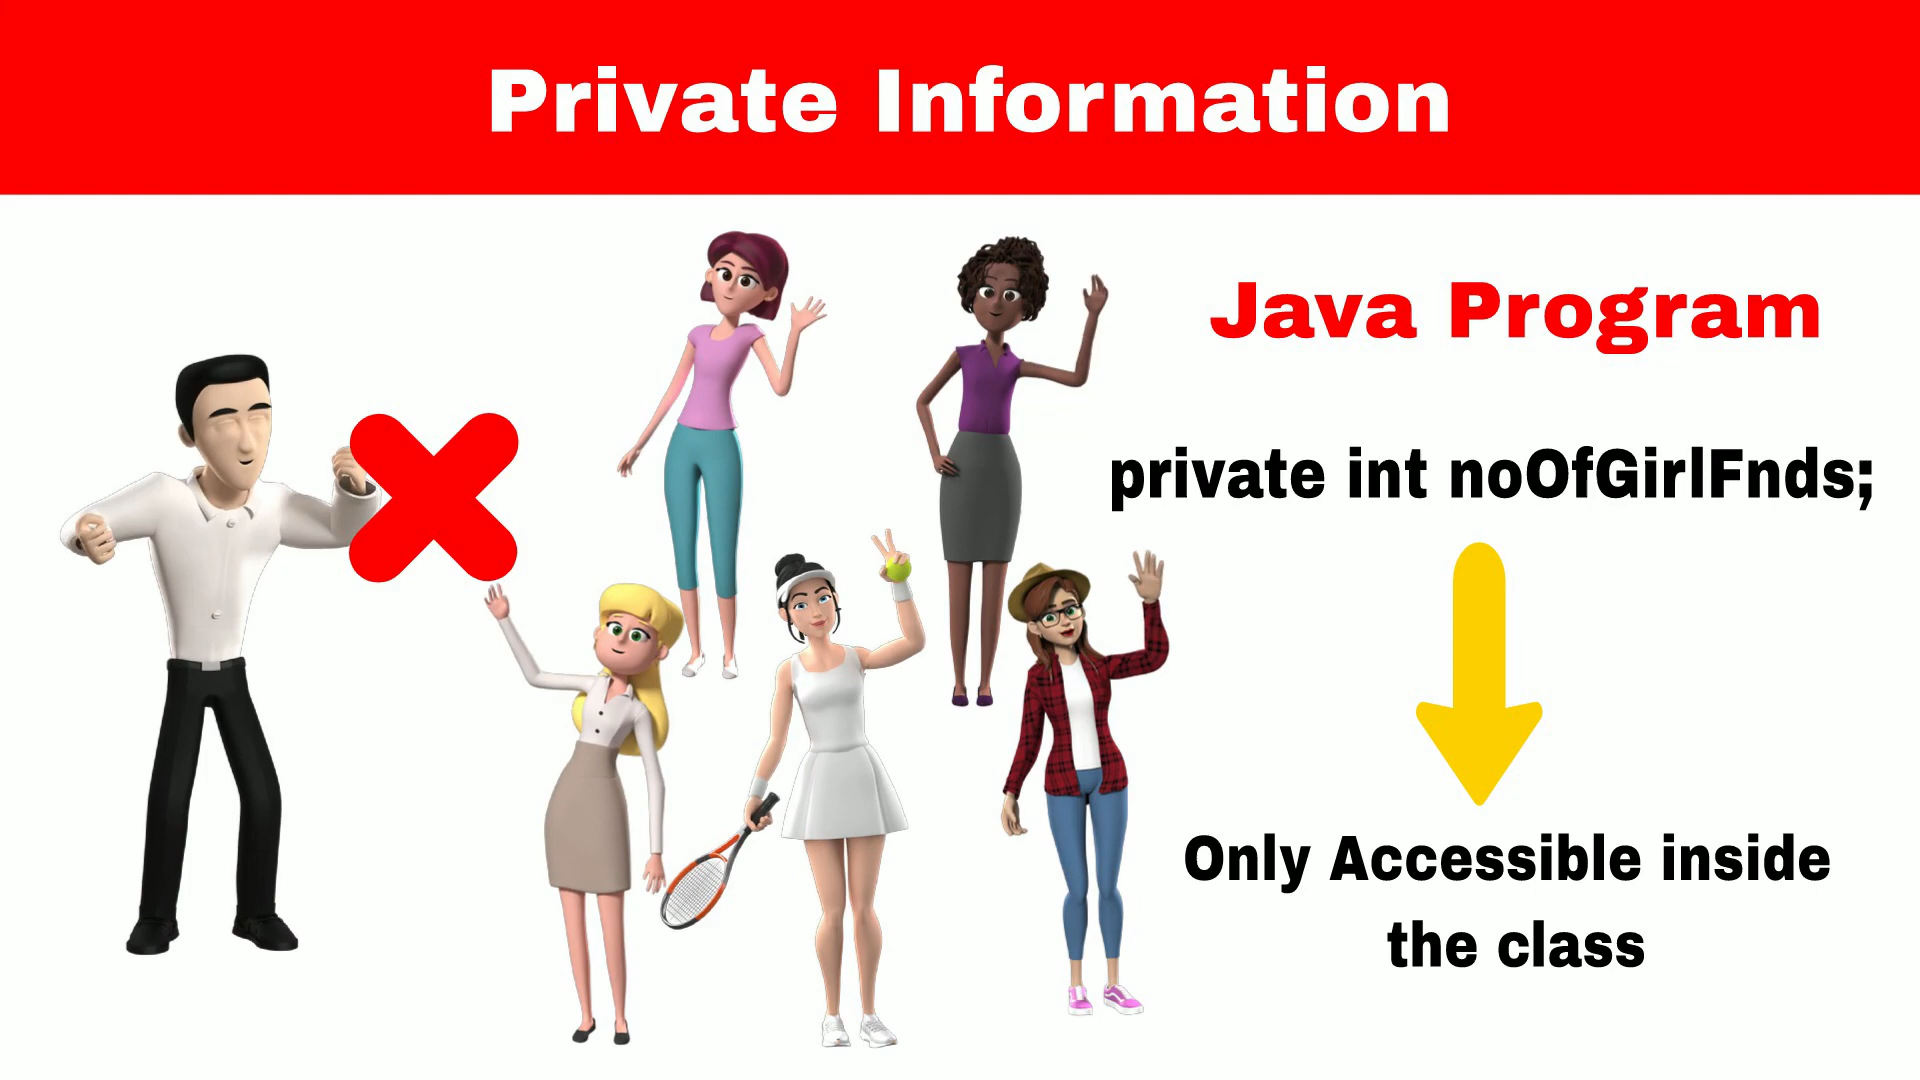 Private Information
Java Program
private int noOfGirlFnds;
Only Accessible inside
the class